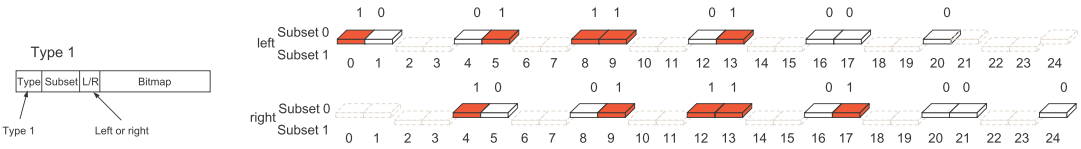 Type 1
Type Subset L/R Bitmap
Type 1 Left or right
1 0 0 1 1 1 0 1 0 0 0
left Subset 0
Subset 1
0 1 2 3 4 5 6 7 8 9 10 11 12 13 14 15 16 17 18 19 20 21 22 23 24
1 0 0 1 1 1 0 1 0 0 0
right Subset 0
Subset 1
0 1 2 3 4 5 6 7 8 9 10 11 12 13 14 15 16 17 18 19 20 21 22 23 24